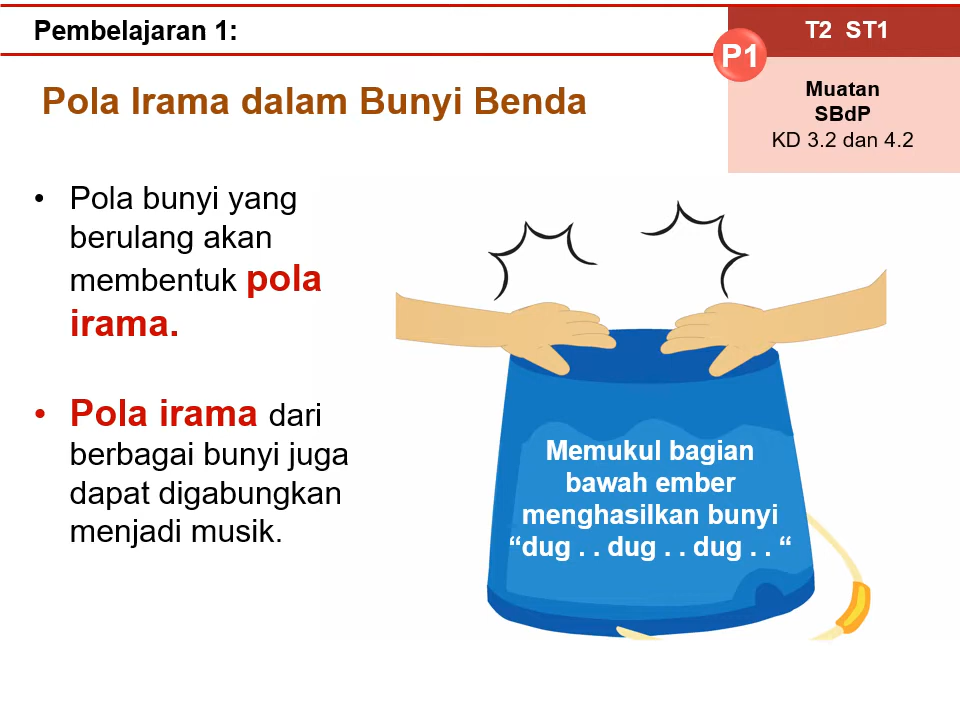 Pembelajaran 1:
T2 ST1
P1
Muatan
SBdP
KD 3.2 dan 4.2
Pola Irama dalam Bunyi Benda
• Pola bunyi yang
berulang akan
membentuk pola
irama.
• Pola irama dari
berbagai bunyi juga
dapat digabungkan
menjadi musik.
Memukul bagian
bawah ember
menghasilkan bunyi
“dug . . dug . . dug . . “